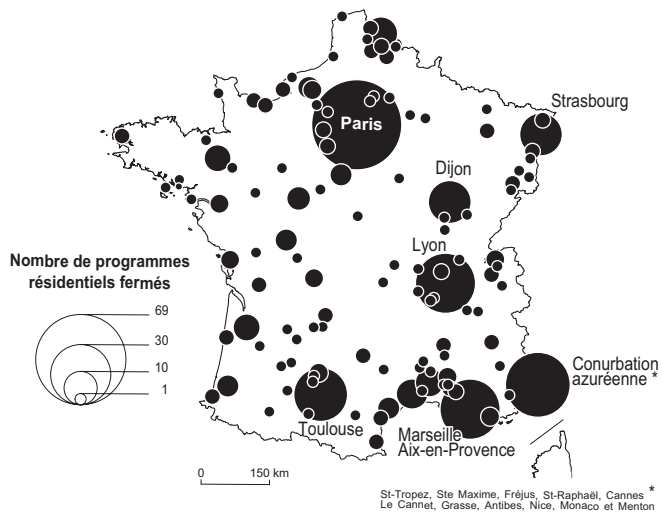 Strasbourg
Paris
Dijon
Lyon
Nombre de programmes
résidentiels fermés
69
30
10
1
Conurbation
azuréenne *
Toulouse
Marseille
Aix-en-Provence
0 150 km
St-Tropez, Ste Maxime, Fréjus, St-Raphaël, Cannes *
Le Cannet, Grasse, Antibes, Nice, Monaco et Menton